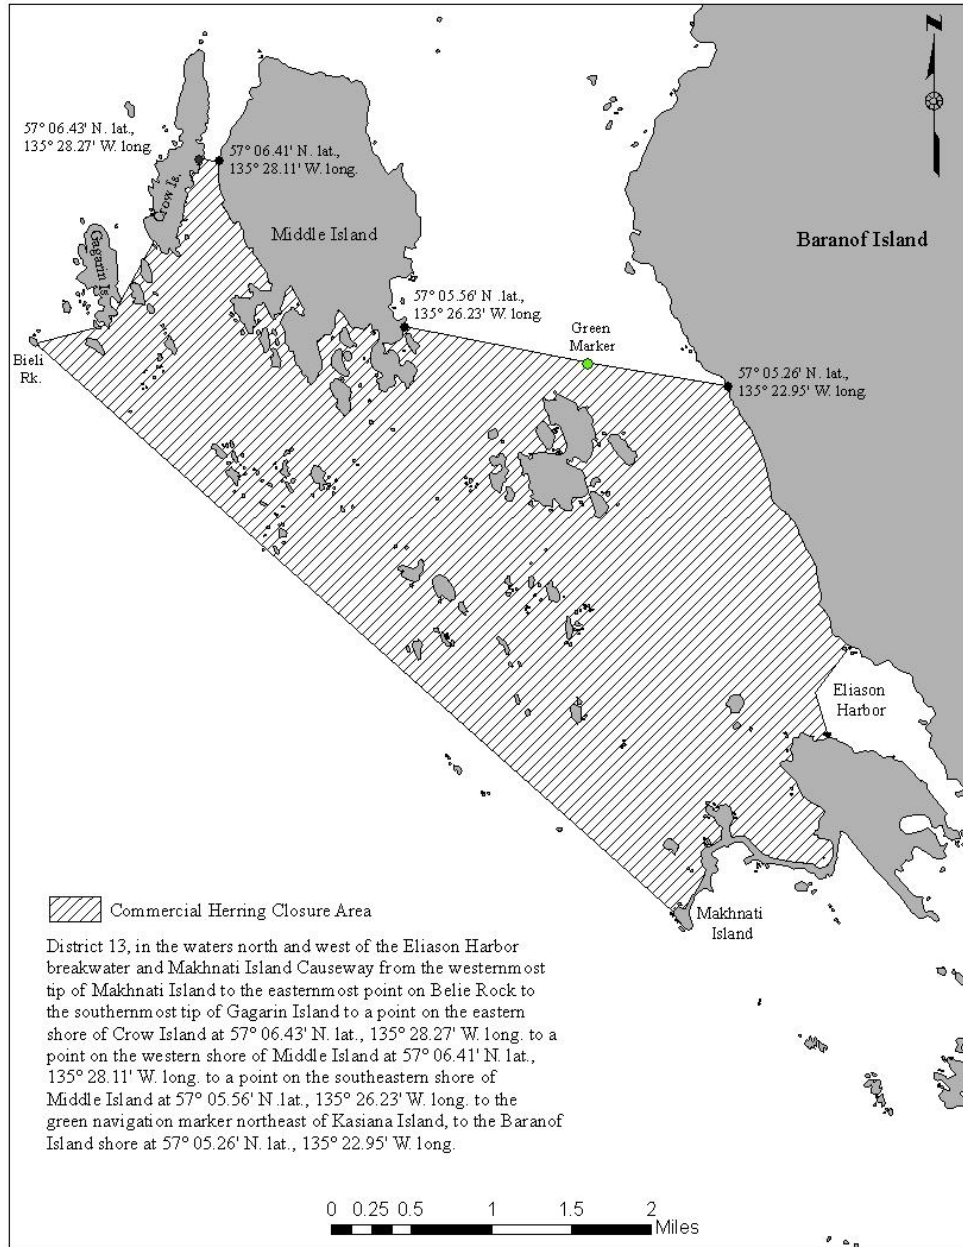 N
57° 06.43' N. lat.,
135° 28.27' W. long.
57° 06.41' N. lat.,
135° 28.11' W. long.
Crow Is.
Gagarin Is.
Middle Island
Baranof Island
57° 05.56' N .lat.,
135° 26.23' W. long.
Green
Marker
Bieli
Rk.
57° 05.26' N. lat.,
135° 22.95' W. long.
Eliason
Harbor
Makhnati
Island
Commercial Herring Closure Area
District 13, in the waters north and west of the Eliason Harbor
breakwater and Makhnati Island Causeway from the westernmost
tip of Makhnati Island to the easternmost point on Belie Rock to
the southernmost tip of Gagarin Island to a point on the eastern
shore of Crow Island at 57° 06.43' N. lat., 135° 28.27' W. long. to a
point on the western shore of Middle Island at 57° 06.41' N. lat.,
135° 28.11' W. long. to a point on the southeastern shore of
Middle Island at 57° 05.56' N .lat., 135° 26.23' W. long. to the
green navigation marker northeast of Kasiana Island, to the Baranof
Island shore at 57° 05.26' N. lat., 135° 22.95' W. long.
0 0.25 0.5 1 1.5 2
Miles